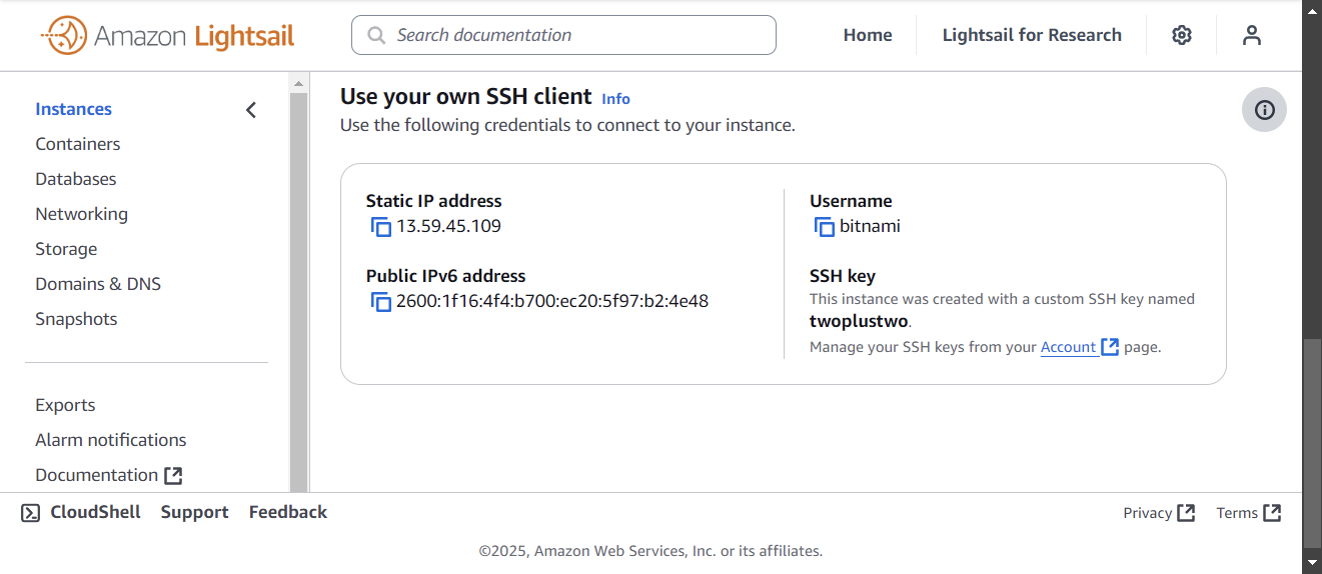 Amazon Lightsail
Search documentation
Home
Lightsail for Research
Instances
Containers
Databases
Networking
Storage
Domains & DNS
Snapshots
Exports
Alarm notifications
Documentation
Use your own SSH client Info
Use the following credentials to connect to your instance.
Static IP address
13.59.45.109
Public IPv6 address
2600:1f16:4f4:b700:ec20:5f97:b2:4e48
Username
bitnami
SSH key
This instance was created with a custom SSH key named
twoplustwo.
Manage your SSH keys from your Account page.
CloudShell Support Feedback
Privacy Terms
©2025, Amazon Web Services, Inc. or its affiliates.